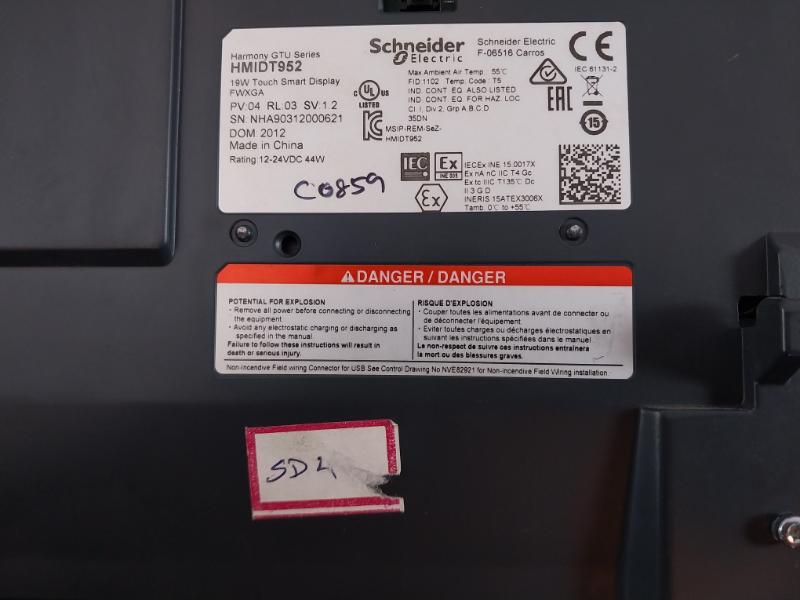 Harmony GTU Series
HMIDT952
19W Touch Smart Display
FWXGA
PV:04 RL:03 SV:1.2
SN: NHA90312000621
DOM: 2012
Made in China
Rating:12-24VDC 44W
C0859
UL US
LISTED
Schneider
Electric
Schneider Electric
F-06516 Carros
CE
Max Ambient Air Temp : 55°C
FID:1102 Temp. Code : T5
IND. CONT. EQ ALSO LISTED
IND. CONT. EQ. FOR HAZ. LOC
Cl. I, Div 2, Grp A,B,C,D
35DN
MSIP-REM-SeZ-
HMIDT952
IEC 61131-2
EAC
15
IEC
Ex
Ex
IECEx INE 15.0017X
Ex nA nC IIC T4 Gc
Ex tc IIIC T135°C Dc
II 3 G D
INERIS 15ATEX3006X
Tamb. 0°C to +55°C
DANGER / DANGER
POTENTIAL FOR EXPLOSION
- Remove all power before connecting or disconnecting
the equipment.
- Avoid any electrostatic charging or discharging as
specified in the manual
Failure to follow these instructions will result in
death or serious injury.
RISQUE D'EXPLOSION
- Couper toutes les alimentations avant de connecter ou
de déconnecter l'équipement
- Eviter toutes charges ou décharges électrostatiques en
suivant les instructions spécifiées dans le manuel
Le non-respect de suivre ces instructions entraînera
la mort ou des blessures graves.
Non-incendive Field wiring Connector for USB See Control Drawing No NVE82921 for Non-incendive Field Wiring installation